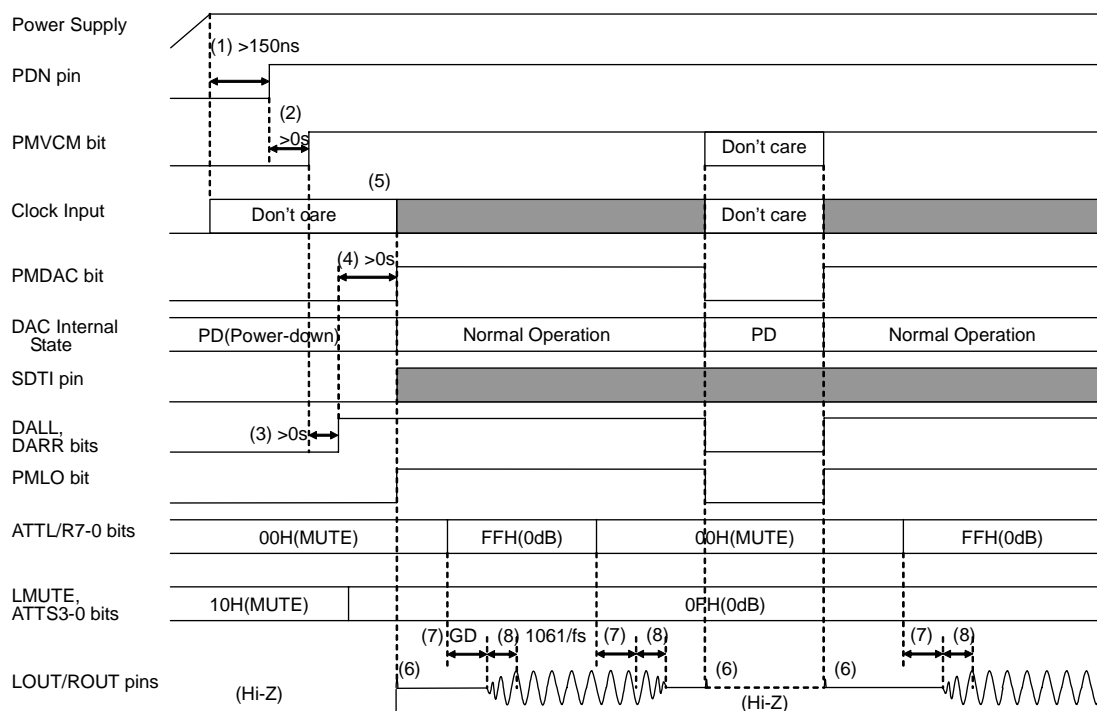 Power Supply
(1) >150ns
PDN pin
(2)
>0s
PMVCM bit
Don't care
(5)
Clock Input
Don't care
Don't care
(4) >0s
PMDAC bit
DAC Internal
State
PD(Power-down)
Normal Operation
PD
Normal Operation
SDTI pin
DALL,
DARR bits
(3) >0s
PMLO bit
ATTL/R7-0 bits
00H(MUTE)
FFH(0dB)
00H(MUTE)
FFH(0dB)
LMUTE,
ATTS3-0 bits
10H(MUTE)
0FH(0dB)
(7) GD
(8)
1061/fs
(7)
(8)
(7)
(8)
LOUT/ROUT pins
(6)
(6)
(6)
(Hi-Z)
(Hi-Z)